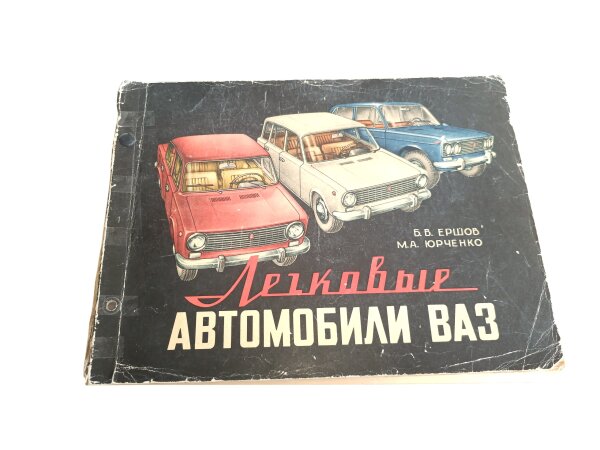 Б.В. ЕРШОВ
М.А. ЮРЧЕНКО
Легковые
АВТОМОБИЛИ ВАЗ